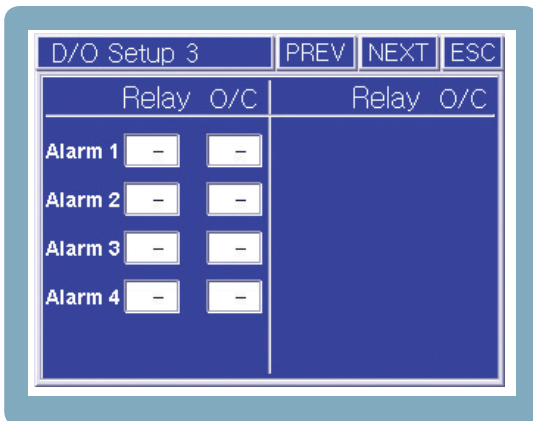 D/O Setup 3 PREV NEXT ESC
Relay O/C Relay O/C
Alarm 1 – –
Alarm 2 – –
Alarm 3 – –
Alarm 4 – –